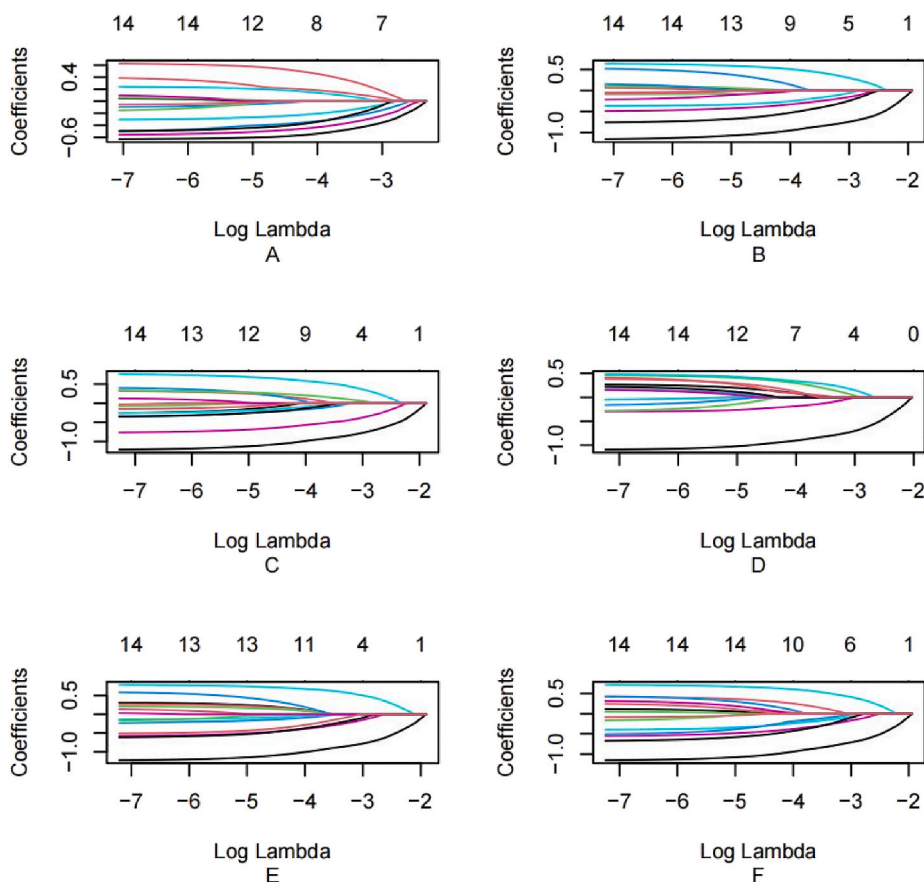 14 14 12 8 7
Coefficients
0.4
−0.6
−7 −6 −5 −4 −3
Log Lambda
A
14 14 13 9 5 1
Coefficients
0.5
−1.0
−7 −6 −5 −4 −3 −2
Log Lambda
B
14 13 12 9 4 1
Coefficients
0.5
−1.0
−7 −6 −5 −4 −3 −2
Log Lambda
C
14 14 12 7 4 0
Coefficients
0.5
−1.0
−7 −6 −5 −4 −3 −2
Log Lambda
D
14 13 13 11 4 1
Coefficients
0.5
−1.0
−7 −6 −5 −4 −3 −2
Log Lambda
E
14 14 14 10 6 1
Coefficients
0.5
−1.0
−7 −6 −5 −4 −3 −2
Log Lambda
F